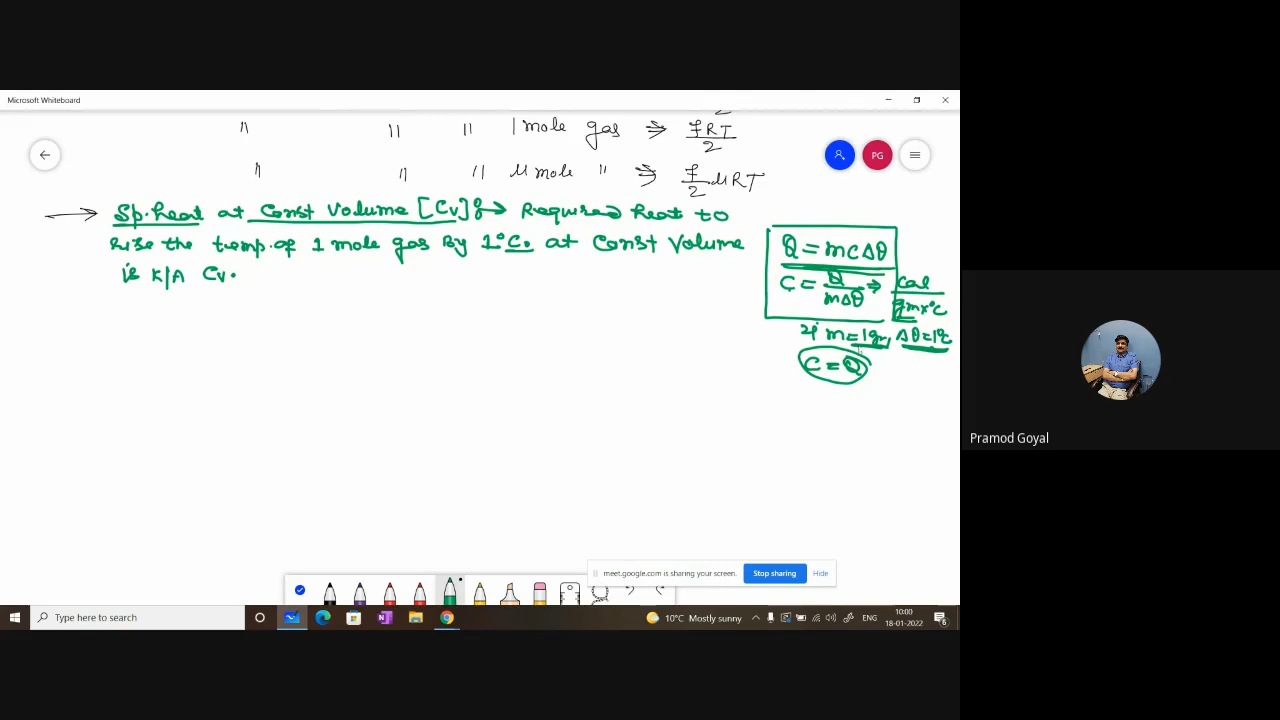 Microsoft Whiteboard
" " " 1 mole gas ⇒ fRT/2
" " " μ mole " ⇒ f/2 μRT
PG
→ Sp. heat at Const Volume [Cv] :→ Required heat to
rise the temp. of 1 mole gas By 1°C. at Const Volume
is K/A Cv.
Q = mcΔθ
C = Q/mΔθ ⇒ Cal/gm×°C
If m = 1gr, Δθ = 1°C
C = Q
Pramod Goyal
meet.google.com is sharing your screen.
Stop sharing
Hide
Type here to search
10°C Mostly sunny
ENG
10:00
18-01-2022
6